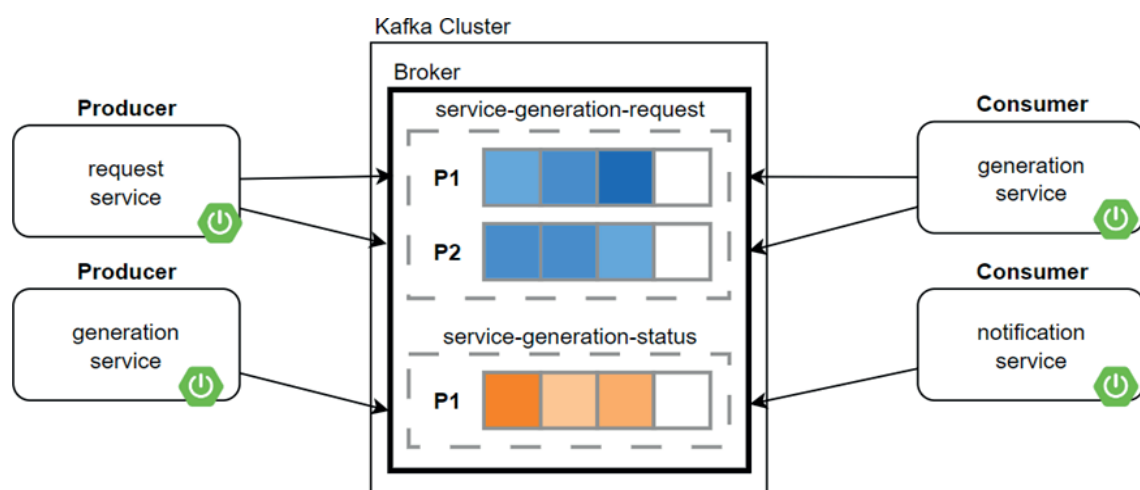 Kafka Cluster
Broker
Producer
request
service
Producer
generation
service
service-generation-request
P1
P2
service-generation-status
P1
Consumer
generation
service
Consumer
notification
service